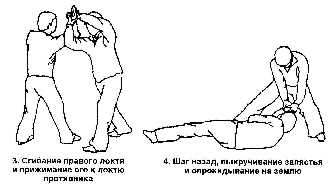 3. Сгибание правого локтя
и прижимание его к локтю
противника
4. Шаг назад, выкручивание запястья
и опрокидывание на землю